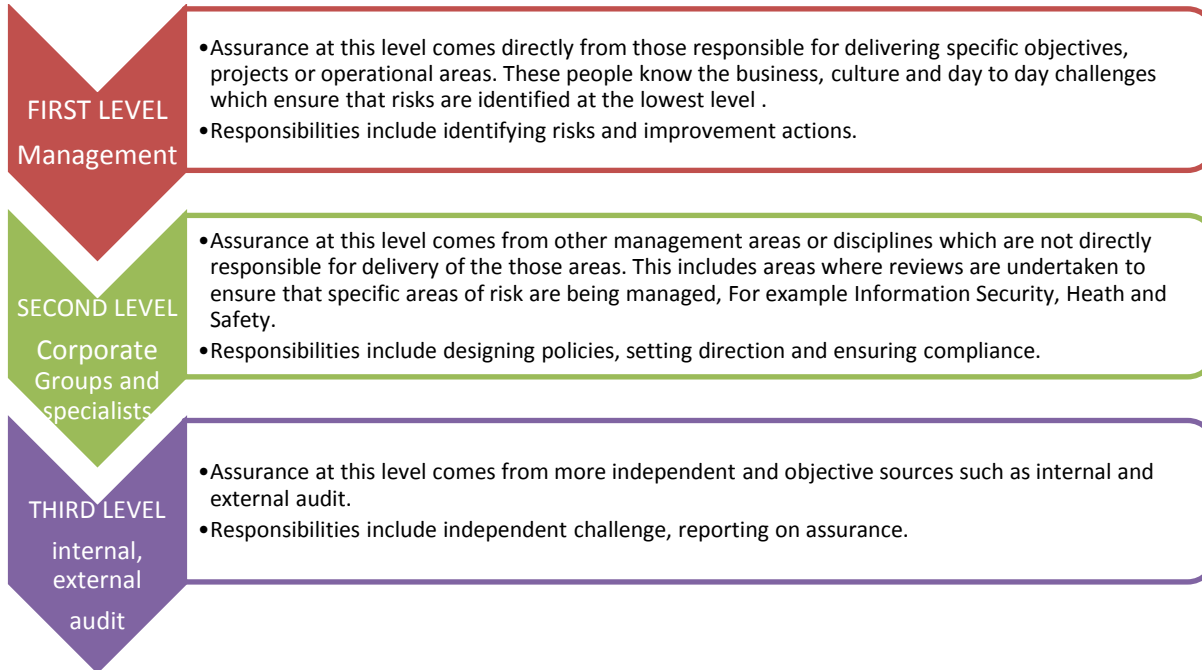 FIRST LEVEL
Management
•Assurance at this level comes directly from those responsible for delivering specific objectives,
projects or operational areas. These people know the business, culture and day to day challenges
which ensure that risks are identified at the lowest level .
•Responsibilities include identifying risks and improvement actions.
SECOND LEVEL
Corporate
Groups and
specialists
•Assurance at this level comes from other management areas or disciplines which are not directly
responsible for delivery of the those areas. This includes areas where reviews are undertaken to
ensure that specific areas of risk are being managed, For example Information Security, Heath and
Safety.
•Responsibilities include designing policies, setting direction and ensuring compliance.
THIRD LEVEL
internal,
external
audit
•Assurance at this level comes from more independent and objective sources such as internal and
external audit.
•Responsibilities include independent challenge, reporting on assurance.